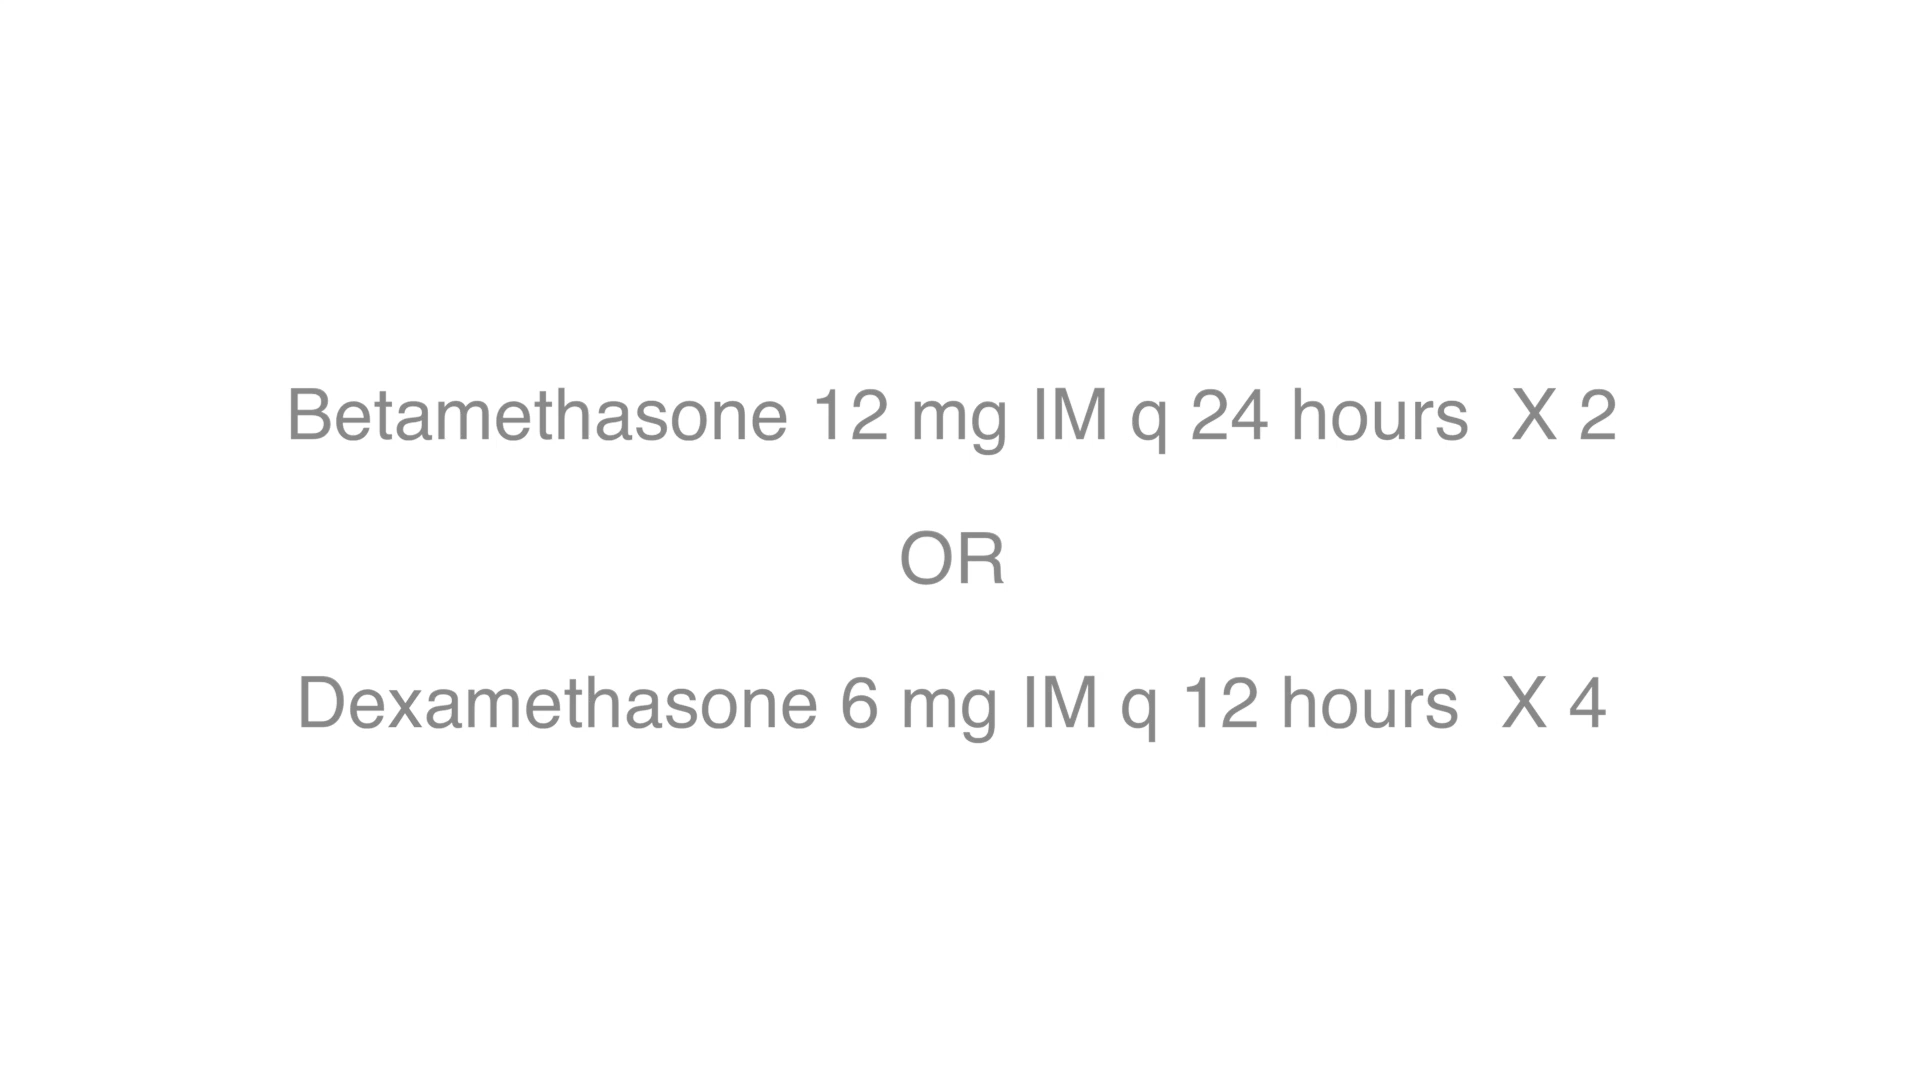 Betamethasone 12 mg IM q 24 hours  X 2
OR
Dexamethasone 6 mg IM q 12 hours  X 4